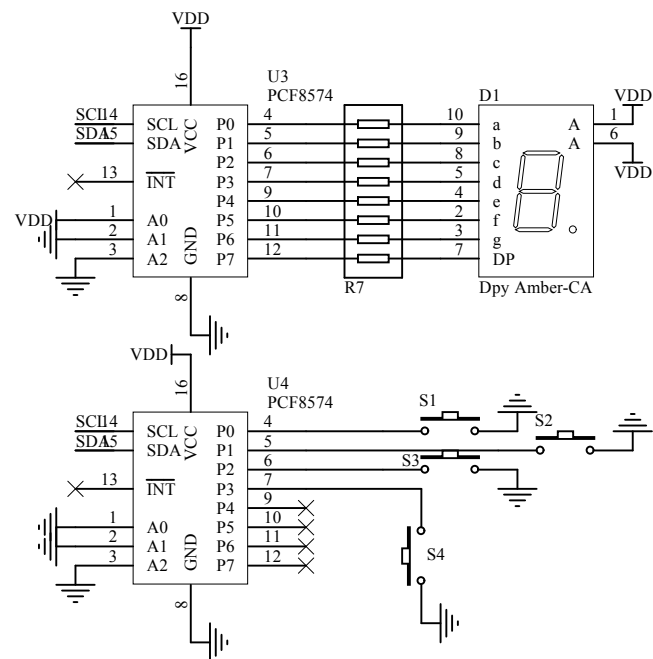 VDD
16
U3
PCF8574
SCL 14 SCL VCC P0 4
SDA 15 SDA P1 5
P2 6
13 INT P3 7
P4 9
VDD 1 A0 P5 10
2 A1 P6 11
3 A2 GND P7 12
8
R7
D1
10 a A 1 VDD
9 b A 6 VDD
8 c
5 d
4 e
2 f
3 g
7 DP
Dpy Amber-CA
VDD
16
U4
PCF8574
SCL 14 SCL VCC P0 4
SDA 15 SDA P1 5
P2 6
13 INT P3 7
P4 9
1 A0 P5 10
2 A1 P6 11
3 A2 GND P7 12
8
S1
S2
S3
S4